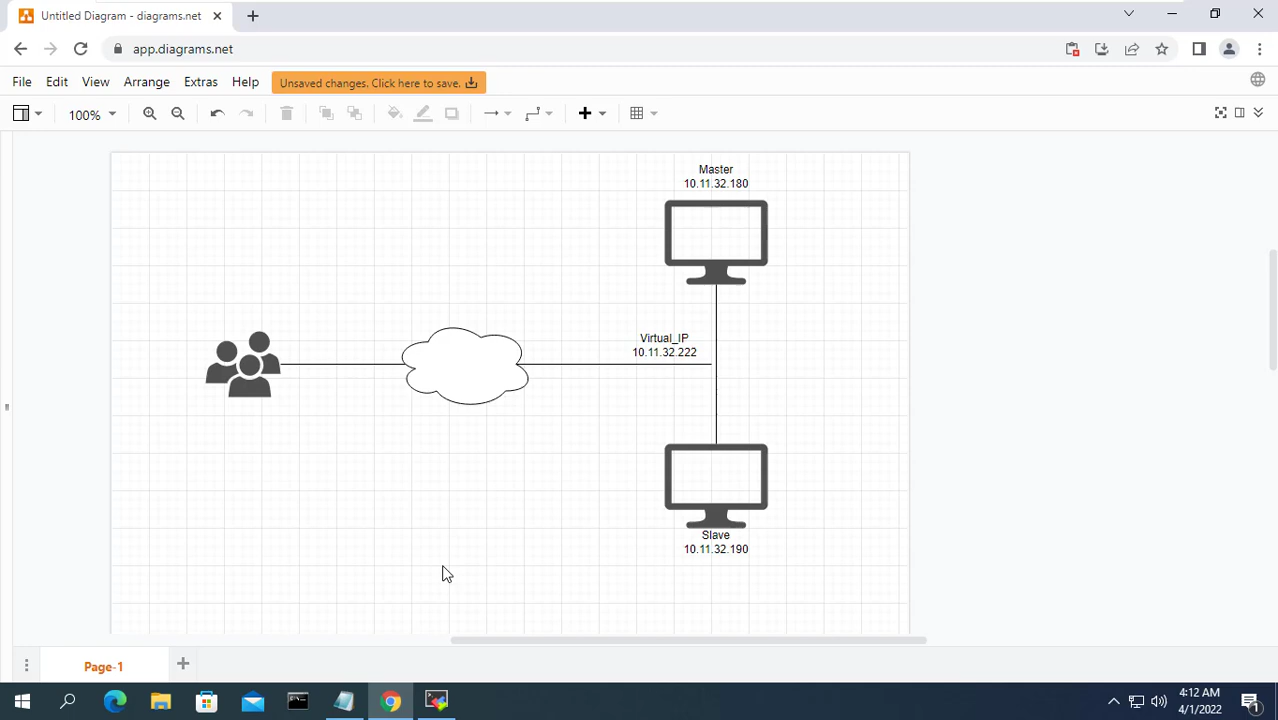 Untitled Diagram - diagrams.net
app.diagrams.net
File Edit View Arrange Extras Help Unsaved changes. Click here to save.
100%
Master
10.11.32.180
Virtual_IP
10.11.32.222
Slave
10.11.32.190
Page-1
4:12 AM
4/1/2022
1